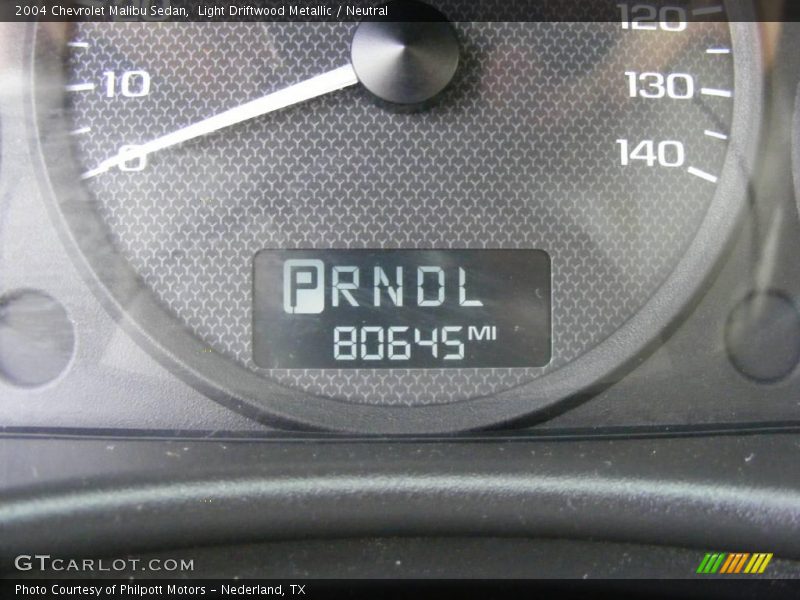 2004 Chevrolet Malibu Sedan,  Light Driftwood Metallic / Neutral
120
10
130
0
140
PRNDL
80645 MI
GTCARLOT.COM
Photo Courtesy of Philpott Motors - Nederland, TX